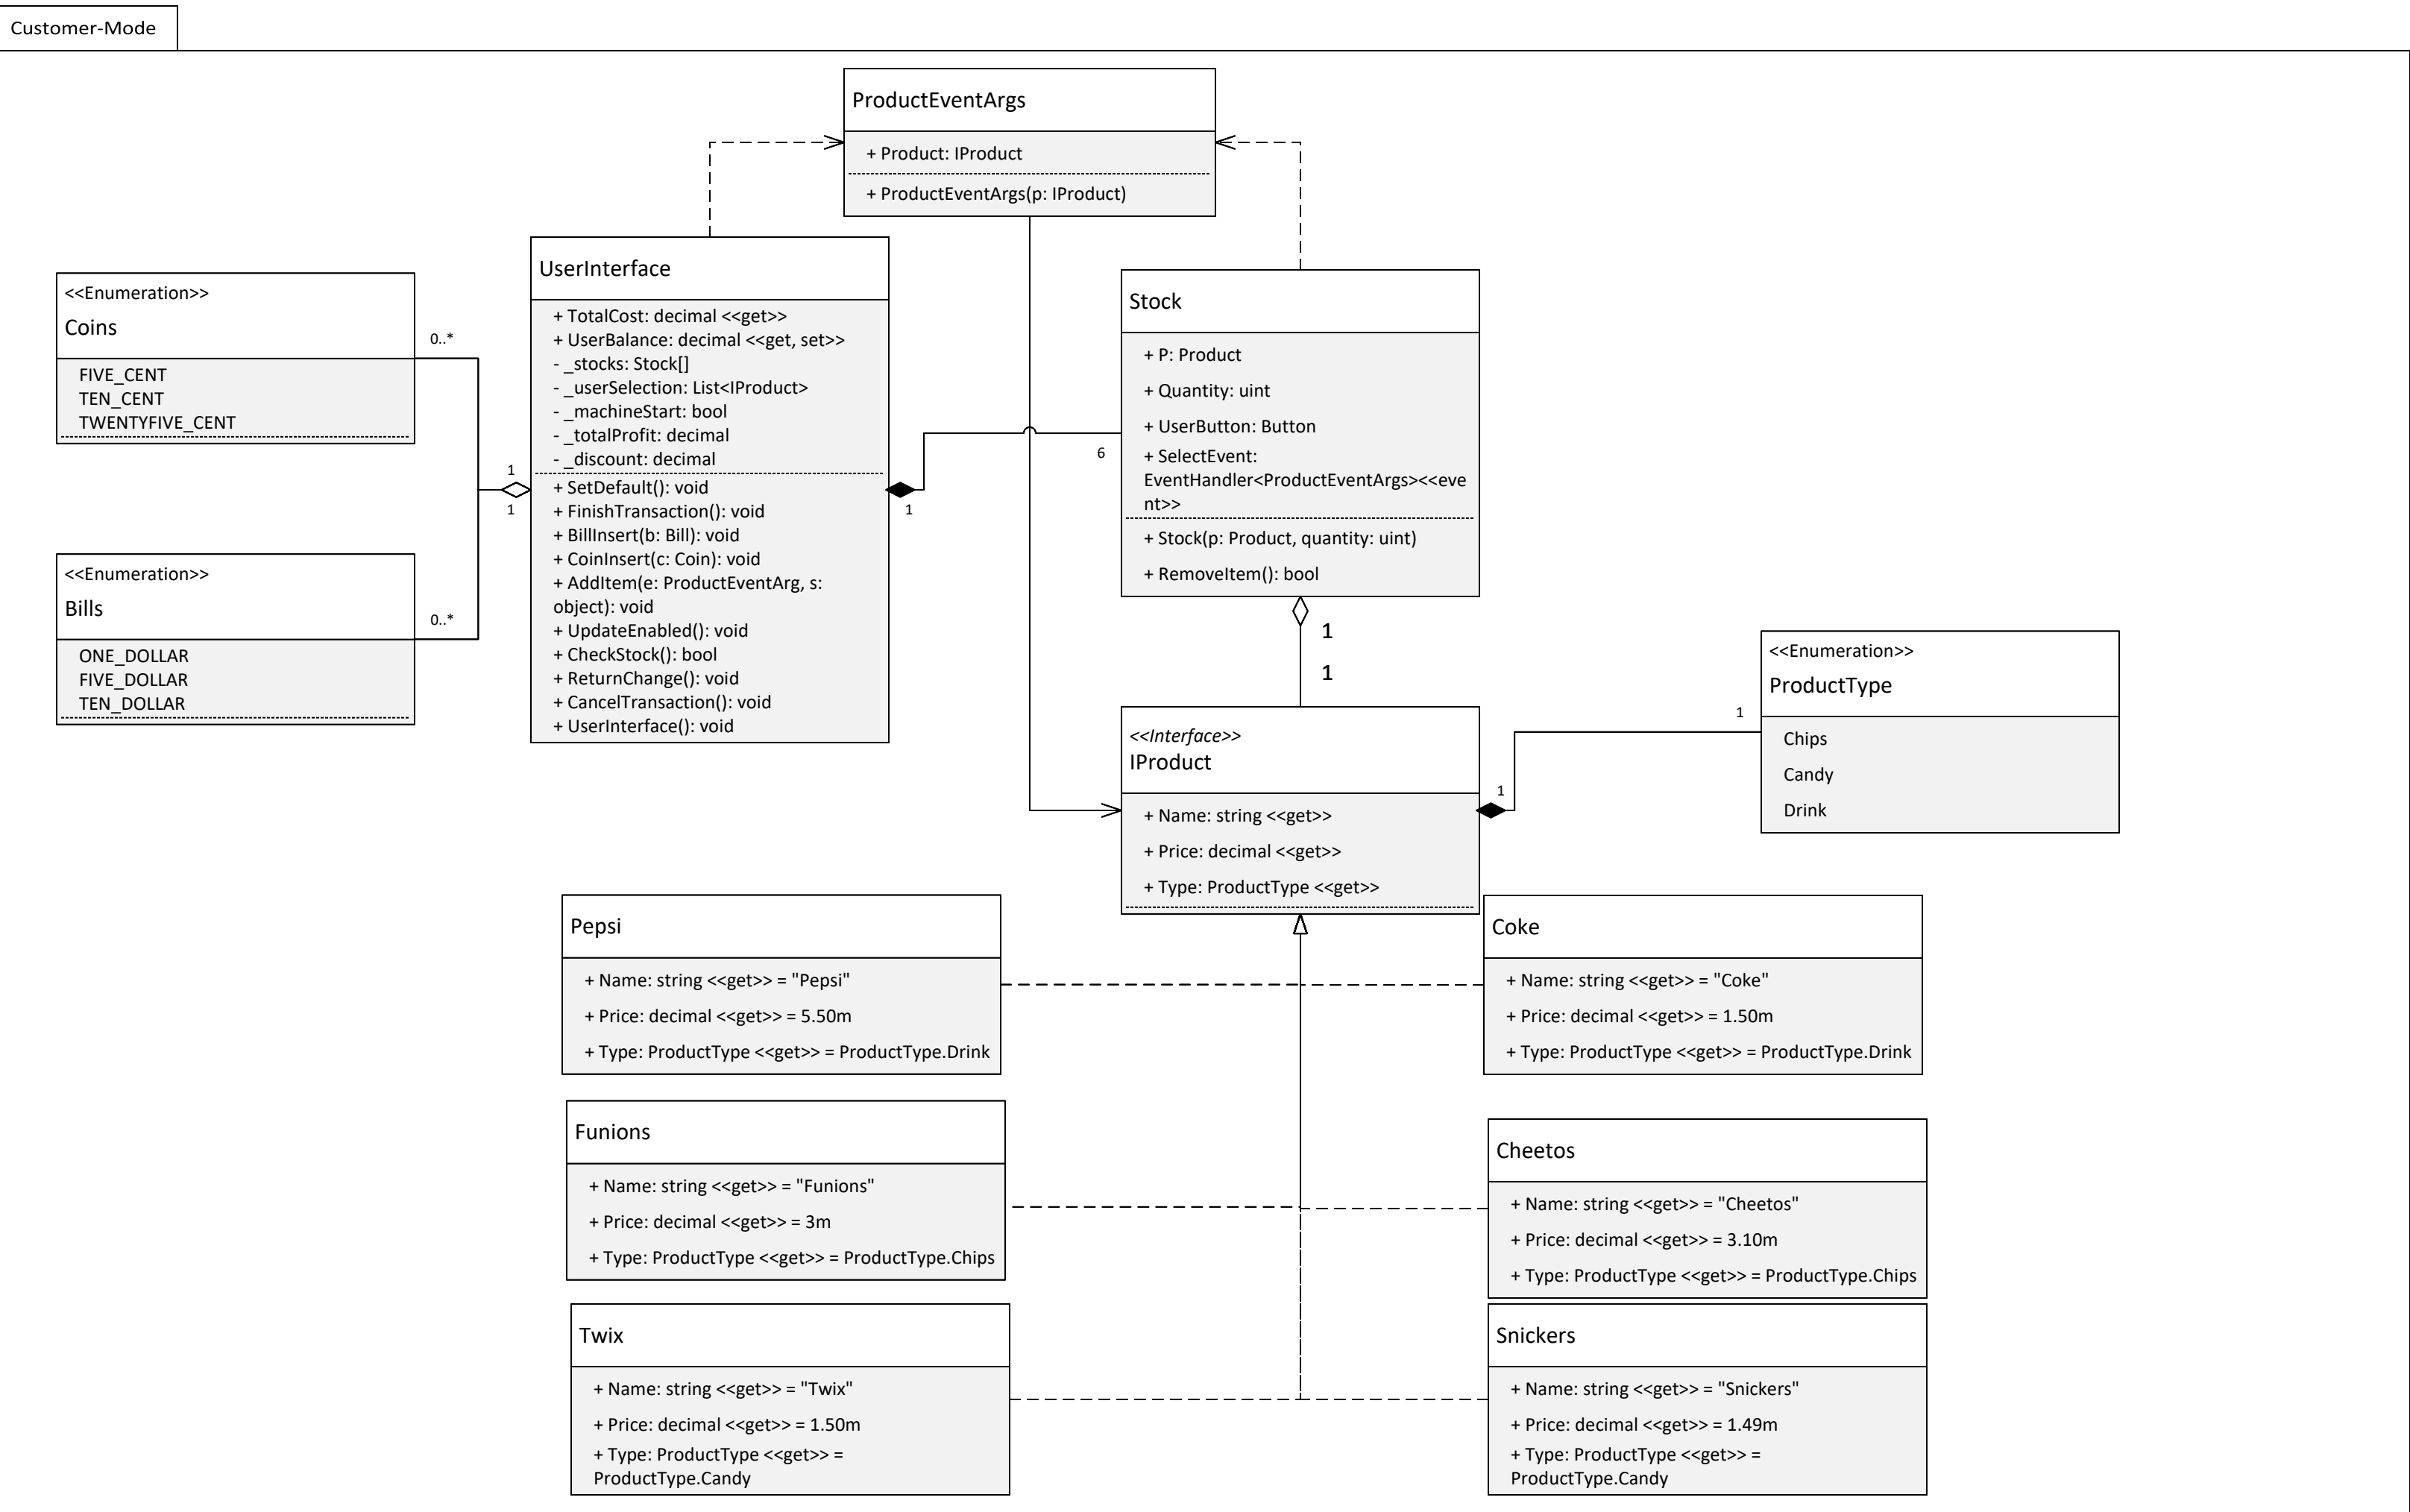 Customer-Mode
ProductEventArgs
+ Product: IProduct
+ ProductEventArgs(p: IProduct)
<<Enumeration>>
Coins
FIVE_CENT
TEN_CENT
TWENTYFIVE_CENT
0..*
<<Enumeration>>
Bills
ONE_DOLLAR
FIVE_DOLLAR
TEN_DOLLAR
0..*
1
1
UserInterface
+ TotalCost: decimal <<get>>
+ UserBalance: decimal <<get, set>>
- _stocks: Stock[]
- _userSelection: List<IProduct>
- _machineStart: bool
- _totalProfit: decimal
- _discount: decimal
+ SetDefault(): void
+ FinishTransaction(): void
+ BillInsert(b: Bill): void
+ CoinInsert(c: Coin): void
+ AddItem(e: ProductEventArg, s:
object): void
+ UpdateEnabled(): void
+ CheckStock(): bool
+ ReturnChange(): void
+ CancelTransaction(): void
+ UserInterface(): void
1
6
Stock
+ P: Product
+ Quantity: uint
+ UserButton: Button
+ SelectEvent:
EventHandler<ProductEventArgs><<eve
nt>>
+ Stock(p: Product, quantity: uint)
+ RemoveItem(): bool
1
1
<<Interface>>
IProduct
+ Name: string <<get>>
+ Price: decimal <<get>>
+ Type: ProductType <<get>>
1
1
<<Enumeration>>
ProductType
Chips
Candy
Drink
Pepsi
+ Name: string <<get>> = "Pepsi"
+ Price: decimal <<get>> = 5.50m
+ Type: ProductType <<get>> = ProductType.Drink
Coke
+ Name: string <<get>> = "Coke"
+ Price: decimal <<get>> = 1.50m
+ Type: ProductType <<get>> = ProductType.Drink
Funions
+ Name: string <<get>> = "Funions"
+ Price: decimal <<get>> = 3m
+ Type: ProductType <<get>> = ProductType.Chips
Cheetos
+ Name: string <<get>> = "Cheetos"
+ Price: decimal <<get>> = 3.10m
+ Type: ProductType <<get>> = ProductType.Chips
Twix
+ Name: string <<get>> = "Twix"
+ Price: decimal <<get>> = 1.50m
+ Type: ProductType <<get>> =
ProductType.Candy
Snickers
+ Name: string <<get>> = "Snickers"
+ Price: decimal <<get>> = 1.49m
+ Type: ProductType <<get>> =
ProductType.Candy